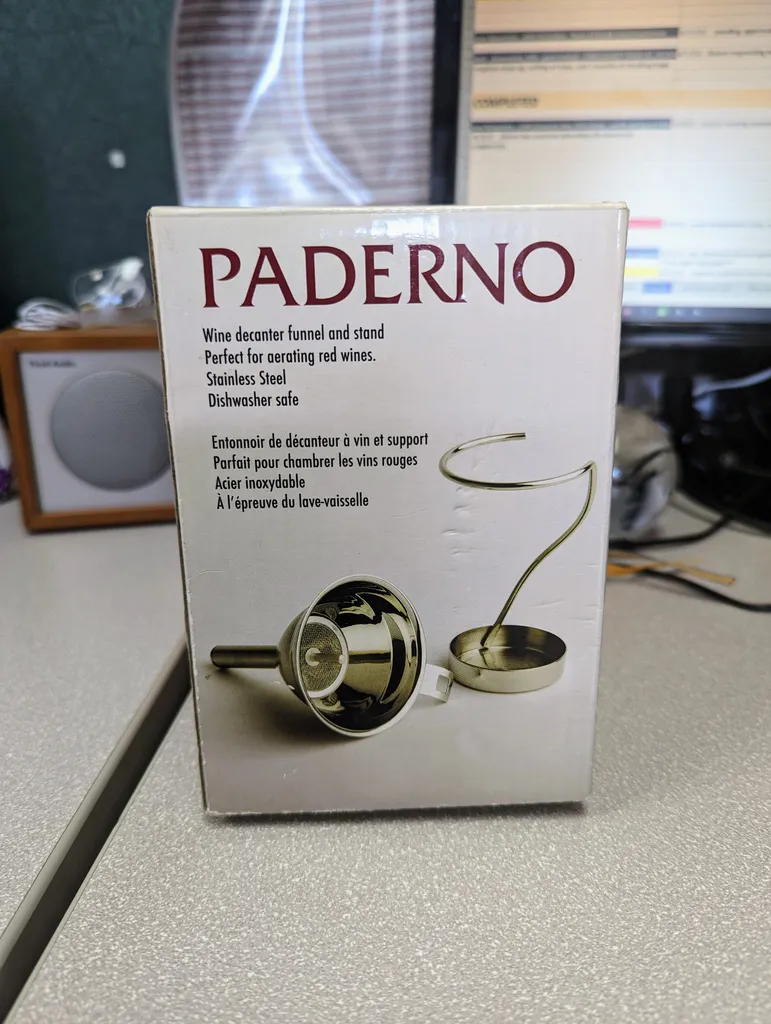 COMPLETED
PADERNO
Wine decanter funnel and stand
Perfect for aerating red wines.
Stainless Steel
Dishwasher safe
Entonnoir de décanteur à vin et support
Parfait pour chambrer les vins rouges
Acier inoxydable
À l'épreuve du lave-vaisselle